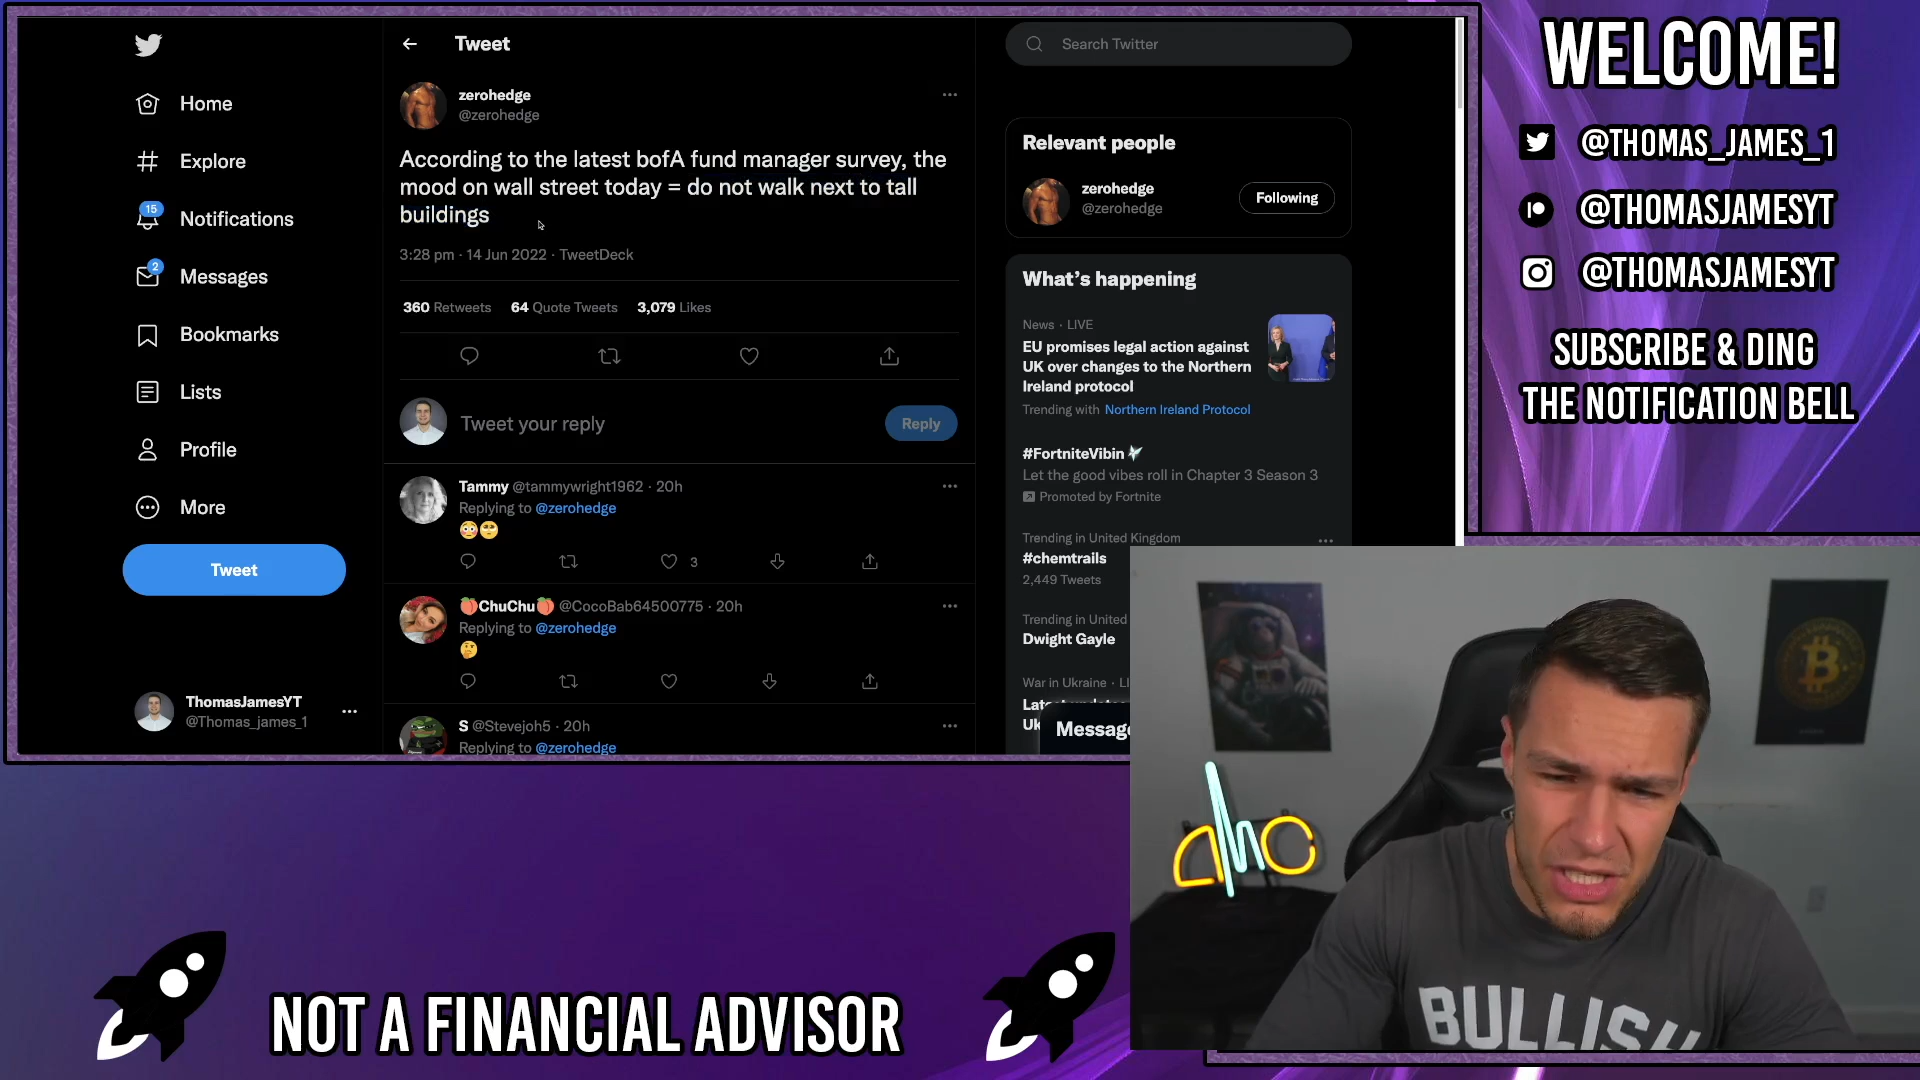 Tweet
Search Twitter
Home
Explore
15
Notifications
2
Messages
Bookmarks
Lists
Profile
More
Tweet
ThomasJamesYT
@Thomas_james_1
zerohedge
@zerohedge
According to the latest bofA fund manager survey, the
mood on wall street today = do not walk next to tall
buildings
3:28 pm · 14 Jun 2022 · TweetDeck
360 Retweets 64 Quote Tweets 3,079 Likes
Tweet your reply
Reply
Tammy @tammywright1962 · 20h
Replying to @zerohedge
😳🙄
3
🍑ChuChu🍑 @CocoBab64500775 · 20h
Replying to @zerohedge
🤔
S @Stevejoh5 · 20h
Replying to @zerohedge
Relevant people
zerohedge
@zerohedge
Following
What's happening
News · LIVE
EU promises legal action against
UK over changes to the Northern
Ireland protocol
Trending with Northern Ireland Protocol
#FortniteVibin
Let the good vibes roll in Chapter 3 Season 3
Promoted by Fortnite
Trending in United Kingdom
#chemtrails
2,449 Tweets
Trending in United
Dwight Gayle
War in Ukraine · LI
Uk
Message
WELCOME!
@THOMAS_JAMES_1
@THOMASJAMESYT
@THOMASJAMESYT
SUBSCRIBE & DING
THE NOTIFICATION BELL
BULLISH
NOT A FINANCIAL ADVISOR